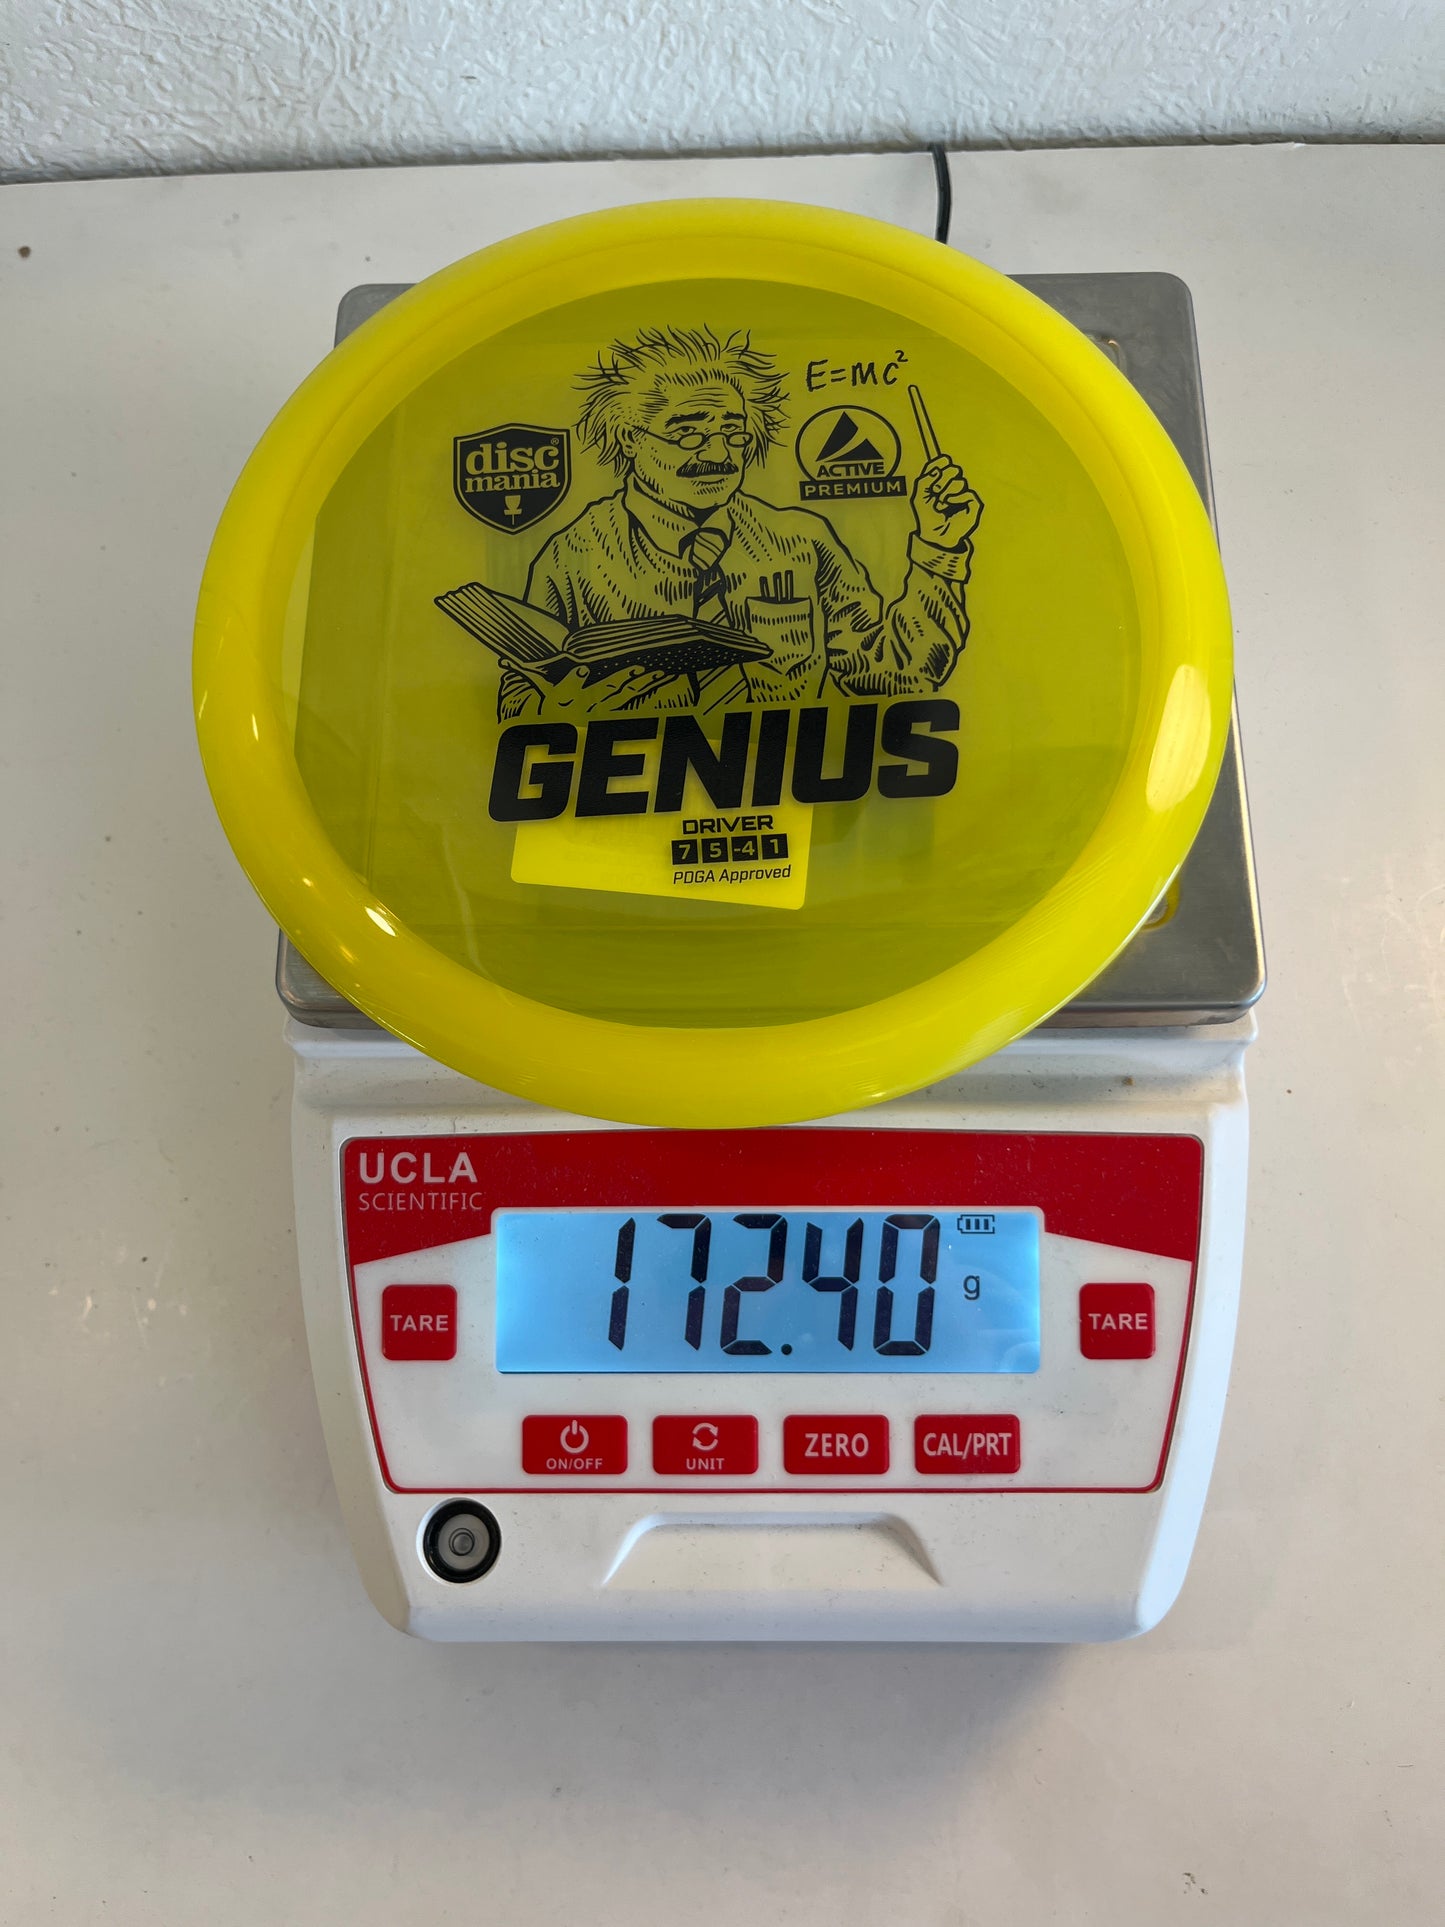 E=MC²
disc®
mania
ACTIVE
PREMIUM
GENIUS
DRIVER
7 5 -4 1
PDGA Approved
UCLA
SCIENTIFIC
172.40 g
TARE
TARE
ON/OFF
UNIT
ZERO
CAL/PRT